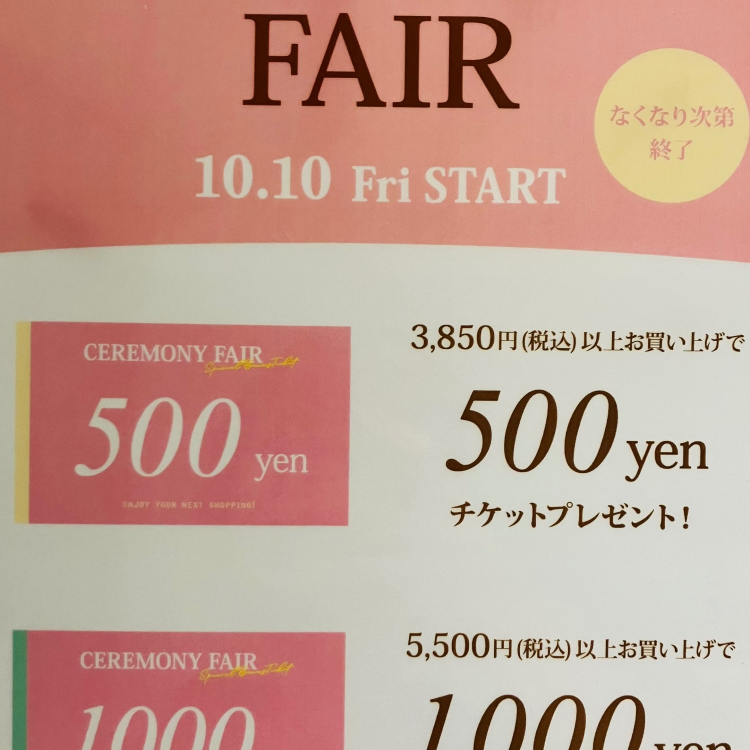 FAIR
なくなり次第
終了
10.10 Fri START
CEREMONY FAIR
500 yen
ENJOY YOUR NEXT SHOPPING!
3,850円(税込)以上お買い上げで
500 yen
チケットプレゼント!
CEREMONY FAIR
1000
5,500円(税込)以上お買い上げで
1000 yen